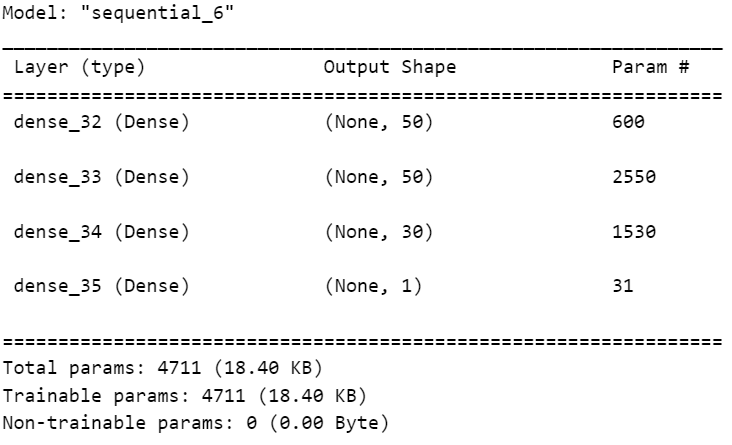 Model: "sequential_6"
_________________________________________________________________
Layer (type) Output Shape Param #
=================================================================
dense_32 (Dense) (None, 50) 600
dense_33 (Dense) (None, 50) 2550
dense_34 (Dense) (None, 30) 1530
dense_35 (Dense) (None, 1) 31
=================================================================
Total params: 4711 (18.40 KB)
Trainable params: 4711 (18.40 KB)
Non-trainable params: 0 (0.00 Byte)